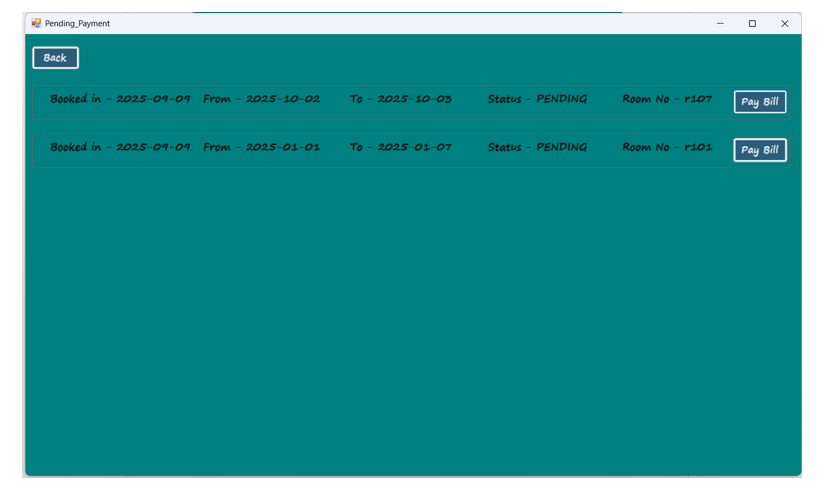 Pending_Payment
Back
Booked in - 2025-09-09 From - 2025-10-02 To - 2025-10-03 Status - PENDING Room No - r107 Pay Bill
Booked in - 2025-09-09 From - 2025-01-01 To - 2025-01-07 Status - PENDING Room No - r101 Pay Bill